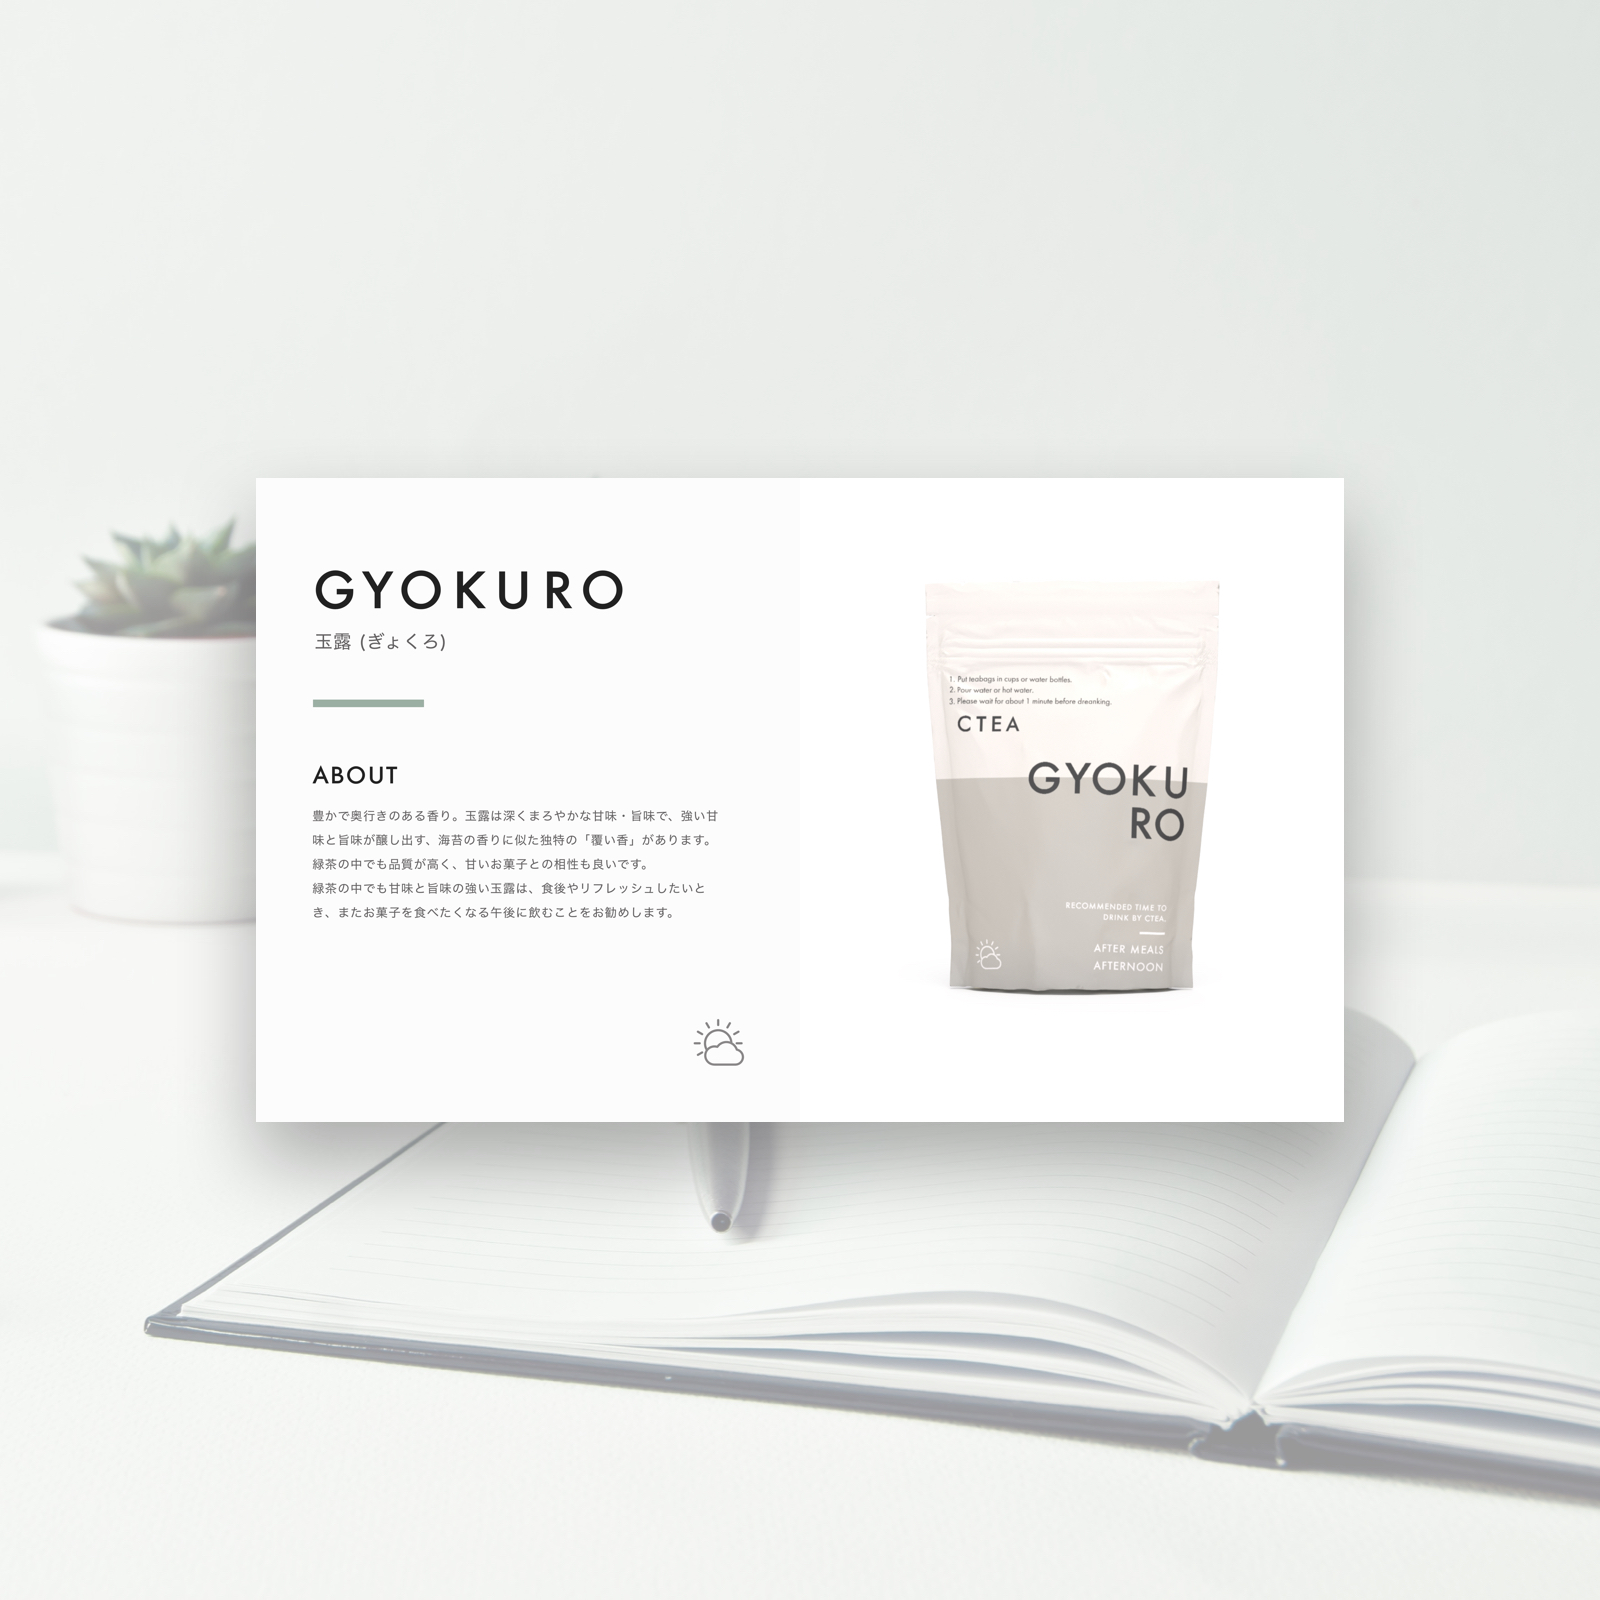 GYOKURO
玉露 (ぎょくろ)
ABOUT
豊かで奥行きのある香り。玉露は深くまろやかな甘味・旨味で、強い甘
味と旨味が醸し出す、海苔の香りに似た独特の「覆い香」があります。
緑茶の中でも品質が高く、甘いお菓子との相性も良いです。
緑茶の中でも甘味と旨味の強い玉露は、食後やリフレッシュしたいと
き、またお菓子を食べたくなる午後に飲むことをお勧めします。
1. Put teabags in cups or water bottles.
2. Pour water or hot water.
3. Please wait for about 1 minute before dreanking.
CTEA
GYOKU
RO
RECOMMENDED TIME TO
DRINK BY CTEA.
AFTER MEALS
AFTERNOON